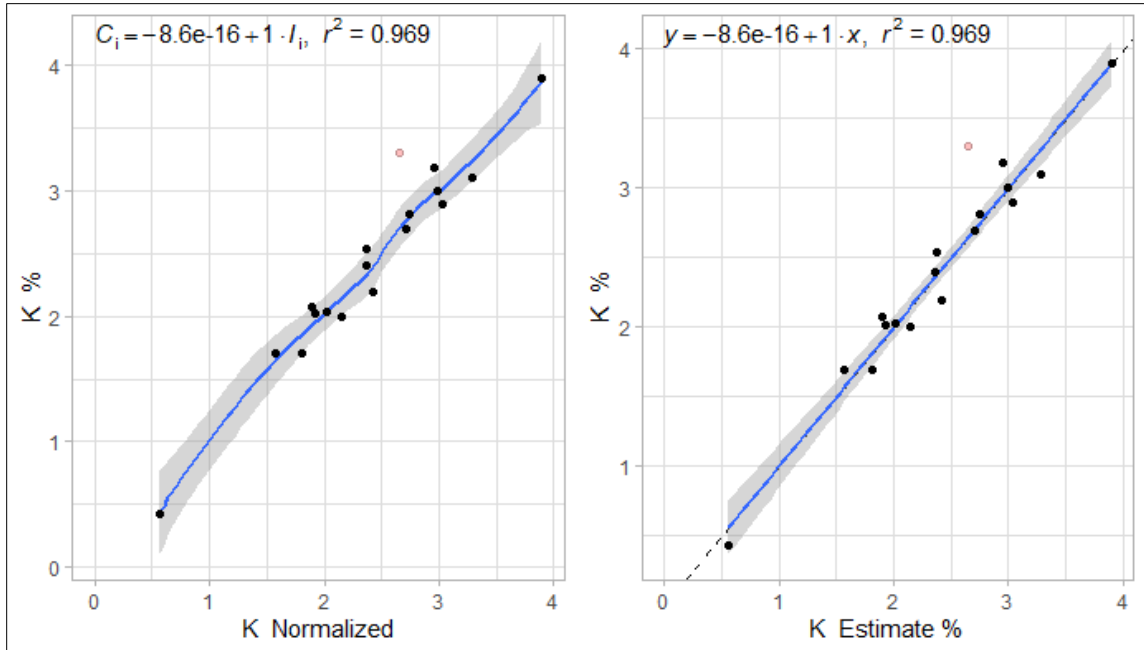 C_i = −8.6e-16 + 1 · I_i, r² = 0.969
4
3
2
1
0
K %
0 1 2 3 4
K Normalized
y = −8.6e-16 + 1 · x, r² = 0.969
4
3
2
1
K %
0 1 2 3 4
K Estimate %